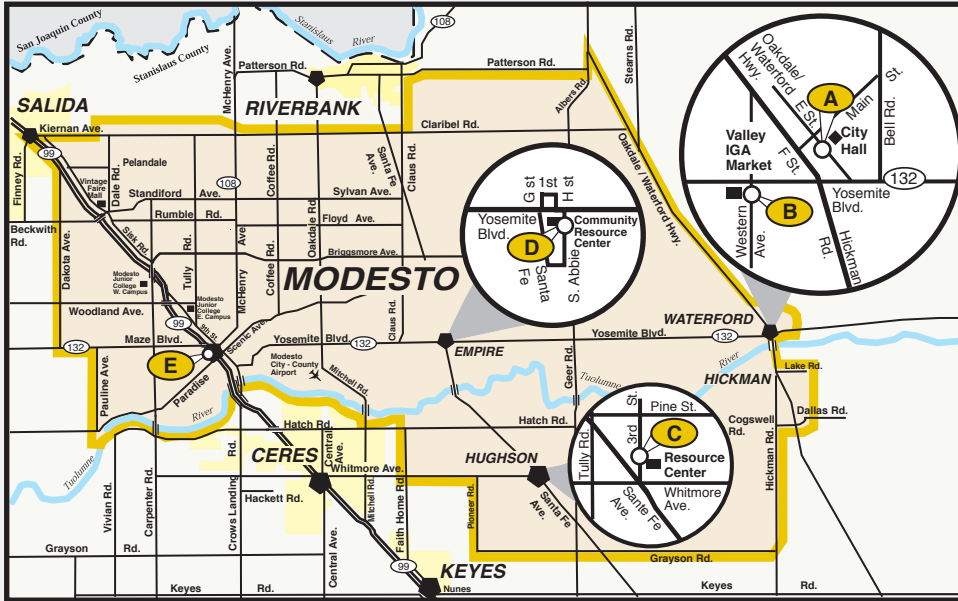 San Joaquin County
Stanislaus County
Stanislaus
River
108
SALIDA
Kiernan Ave.
99
Finney Rd.
McHenry Ave.
Patterson Rd.
RIVERBANK
Patterson Rd.
Albers Rd.
Stearns Rd.
Claribel Rd.
Santa Fe
Ave.
Claus Rd.
Oakdale / Waterford Hwy.
Pelandale
Dale Rd.
Vintage
Faire
Mall
108
Standiford Ave.
Sylvan Ave.
Coffee Rd.
Oakdale Rd.
Rumble Rd.
Floyd Ave.
Beckwith
Rd.
Dakota Ave.
Sisk Rd.
Tully Rd.
McHenry Ave
Coffee Rd.
Briggsmore Ave.
MODESTO
Modesto
Junior
College
W. Campus
Modesto
Junior
College
E. Campus
Woodland Ave.
99
9th St.
Scenic Ave.
Claus Rd.
132
Maze Blvd.
E
Yosemite Blvd.
132
EMPIRE
Yosemite Blvd.
132
WATERFORD
Modesto
City - County
Airport
Mitchell Rd.
Geer Rd.
Tuolumne
River
HICKMAN
Lake Rd.
Pauline Ave.
Paradise
River
Tuolumne
Hatch Rd.
Hatch Rd.
Cogswell
Rd.
Dallas Rd.
Hickman Rd.
CERES
Central
Ave.
Whitmore Ave.
HUGHSON
Santa Fe
Ave.
Vivian Rd.
Carpenter Rd.
Crows Landing
Rd.
Hackett Rd.
Mitchell Rd.
Faith Home Rd.
Pioneer Rd.
Grayson Rd.
Central Ave.
Grayson Rd.
99
KEYES
Nunes
Keyes Rd.
Keyes Rd.
G st
1st
H st
Yosemite
Blvd.
D
Community
Resource
Center
Santa
Fe
S. Abbie
Oakdale/
Waterford
Hwy.
E St.
A
Main St.
Bell Rd.
City
Hall
Valley
IGA
Market
F St.
132
Yosemite
Blvd.
B
Western
Ave.
Hickman
Rd.
St.
Pine St.
3rd
C
Tully Rd.
Resource
Center
Whitmore
Ave.
Sante Fe
Ave.